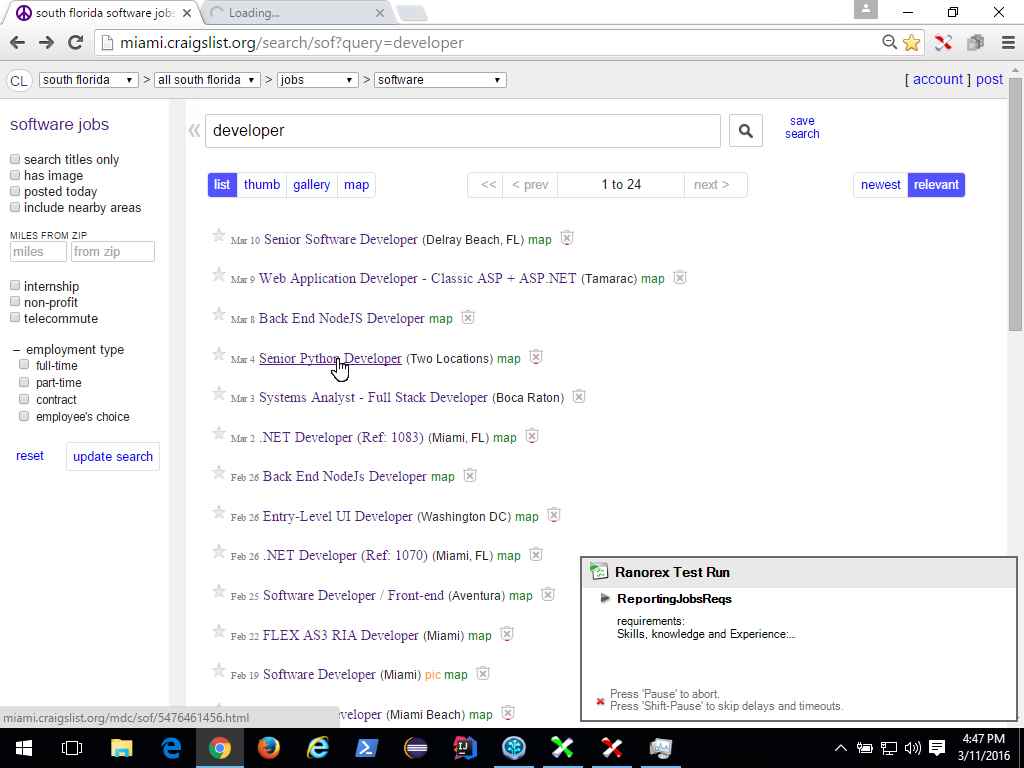 south florida software jobs
Loading...
miami.craigslist.org/search/sof?query=developer
CL south florida > all south florida > jobs > software [ account ] post
software jobs
search titles only
has image
posted today
include nearby areas
MILES FROM ZIP
miles from zip
internship
non-profit
telecommute
– employment type
full-time
part-time
contract
employee's choice
reset update search
« developer save search
list thumb gallery map << < prev 1 to 24 next > newest relevant
Mar 10 Senior Software Developer (Delray Beach, FL) map
Mar 9 Web Application Developer - Classic ASP + ASP.NET (Tamarac) map
Mar 8 Back End NodeJS Developer map
Mar 4 Senior Python Developer (Two Locations) map
Mar 3 Systems Analyst - Full Stack Developer (Boca Raton)
Mar 2 .NET Developer (Ref: 1083) (Miami, FL) map
Feb 26 Back End NodeJs Developer map
Feb 26 Entry-Level UI Developer (Washington DC) map
Feb 26 .NET Developer (Ref: 1070) (Miami, FL) map
Feb 25 Software Developer / Front-end (Aventura) map
Feb 22 FLEX AS3 RIA Developer (Miami) map
Feb 19 Software Developer (Miami) pic map
veloper (Miami Beach) map
miami.craigslist.org/mdc/sof/5476461456.html
Ranorex Test Run
ReportingJobsReqs
requirements:
Skills, knowledge and Experience:...
Press 'Pause' to abort.
Press 'Shift-Pause' to skip delays and timeouts.
4:47 PM
3/11/2016